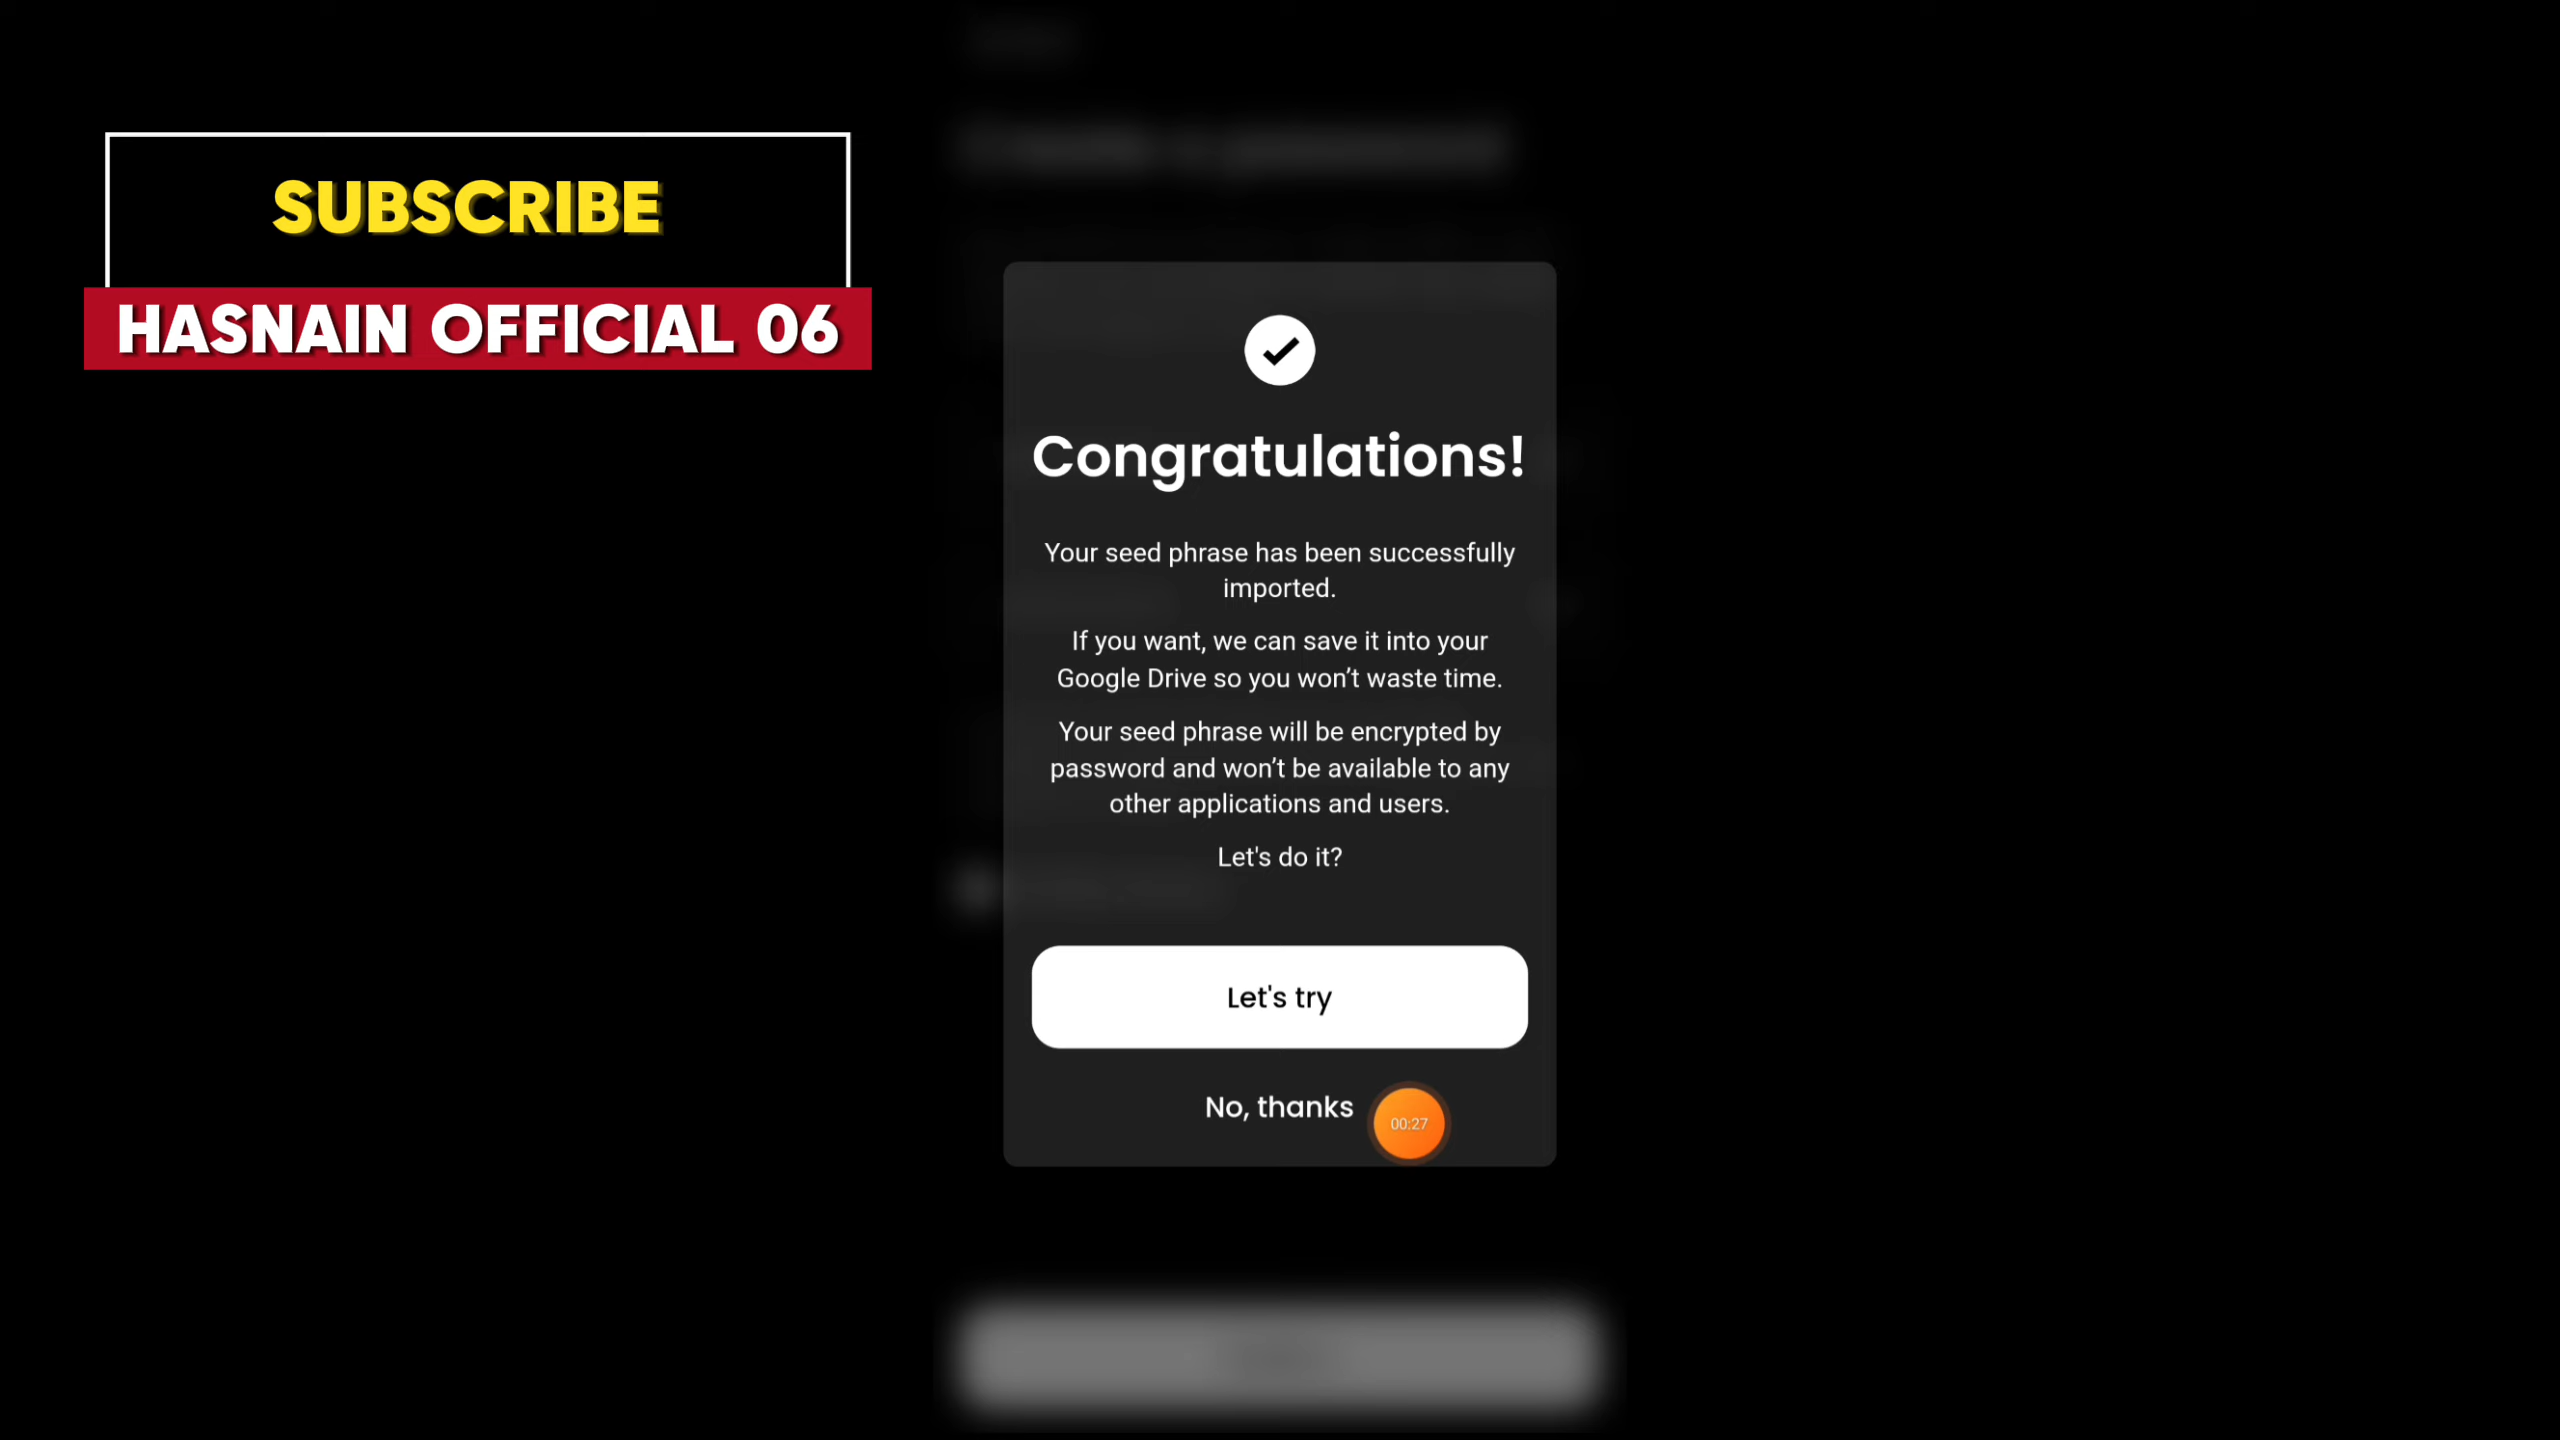 SUBSCRIBE
HASNAIN OFFICIAL 06
Congratulations!
Your seed phrase has been successfully
imported.
If you want, we can save it into your
Google Drive so you won’t waste time.
Your seed phrase will be encrypted by
password and won’t be available to any
other applications and users.
Let's do it?
Let's try
No, thanks
00:27